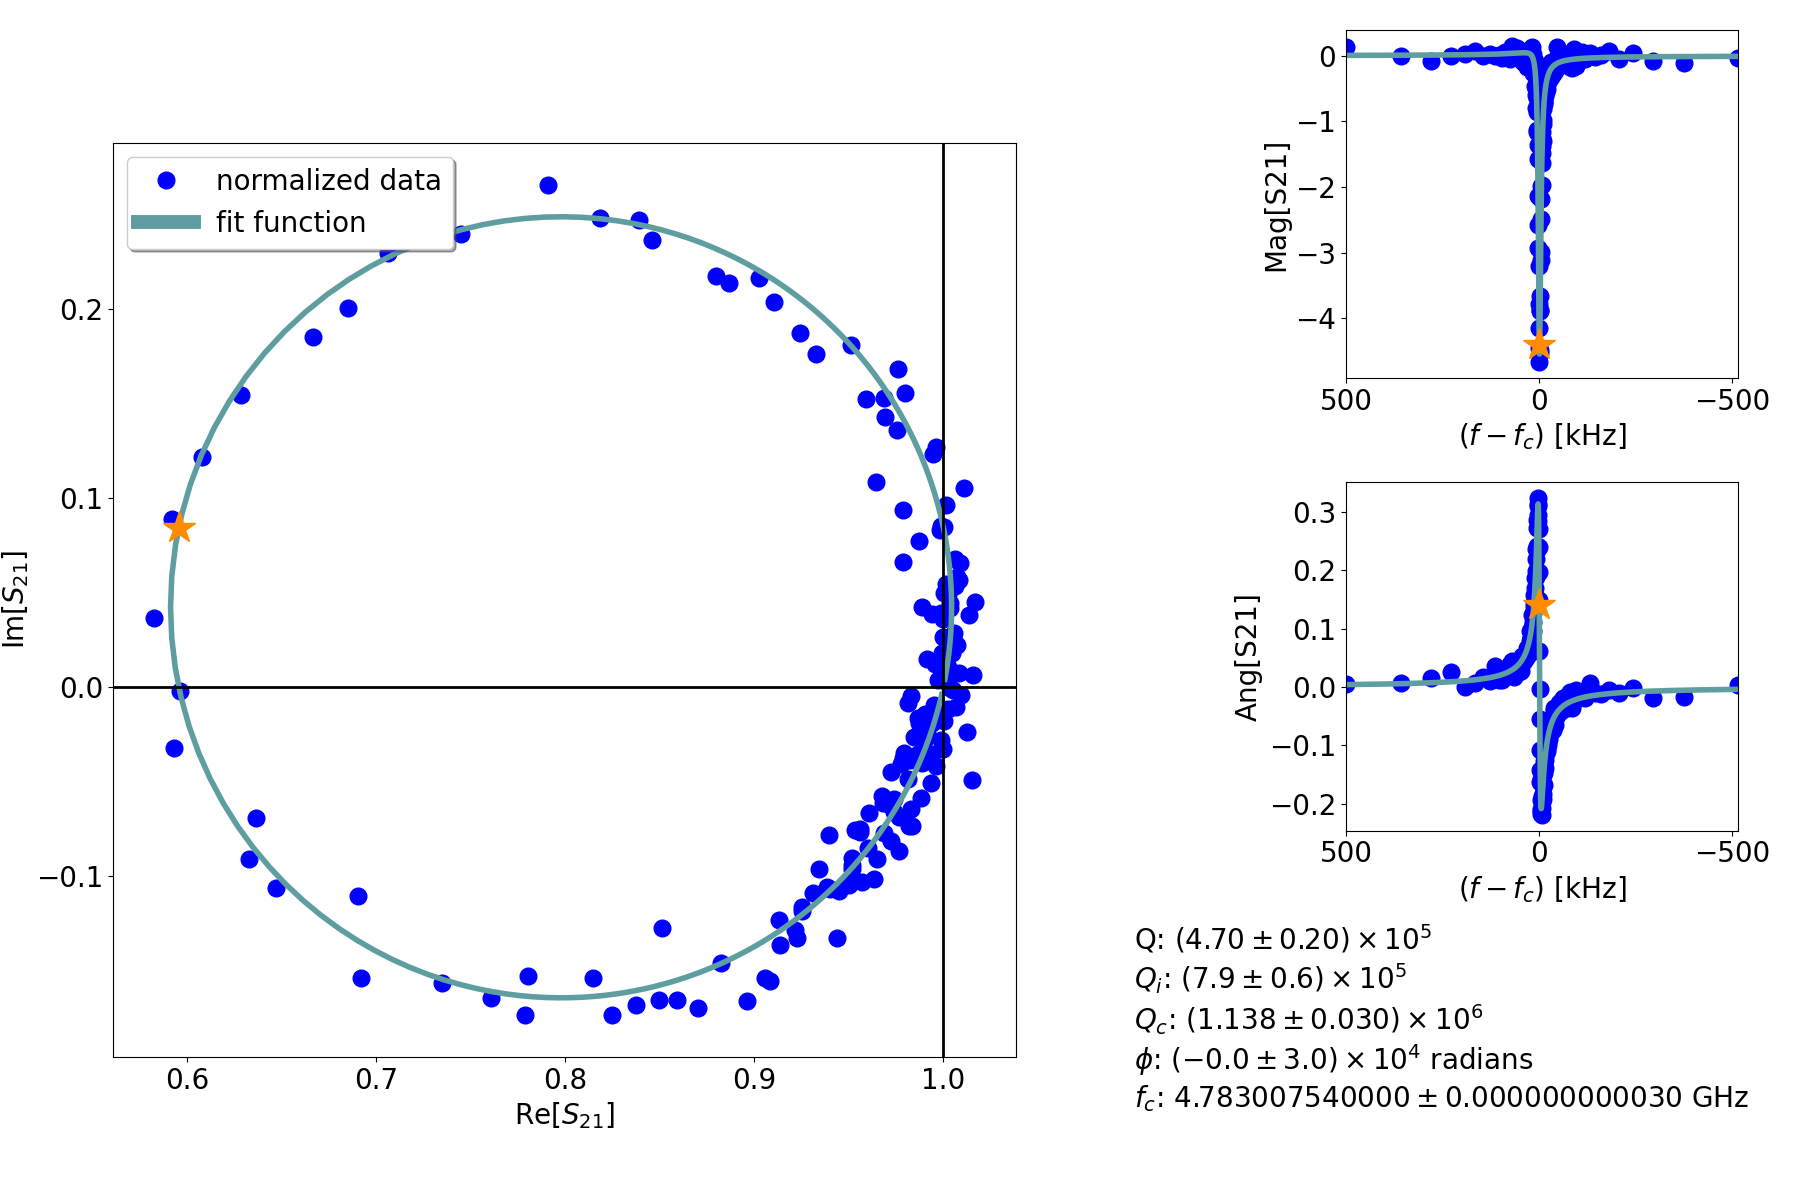 normalized data
fit function
0.2
0.1
0.0
−0.1
Im[S21]
0.6 0.7 0.8 0.9 1.0
Re[S21]
0
−1
−2
−3
−4
Mag[S21]
500 0 −500
(f − fc) [kHz]
0.3
0.2
0.1
0.0
−0.1
−0.2
Ang[S21]
500 0 −500
(f − fc) [kHz]
Q: (4.70 ± 0.20) × 10^5
Qi: (7.9 ± 0.6) × 10^5
Qc: (1.138 ± 0.030) × 10^6
ϕ: (−0.0 ± 3.0) × 10^4 radians
fc: 4.783007540000 ± 0.000000000030 GHz